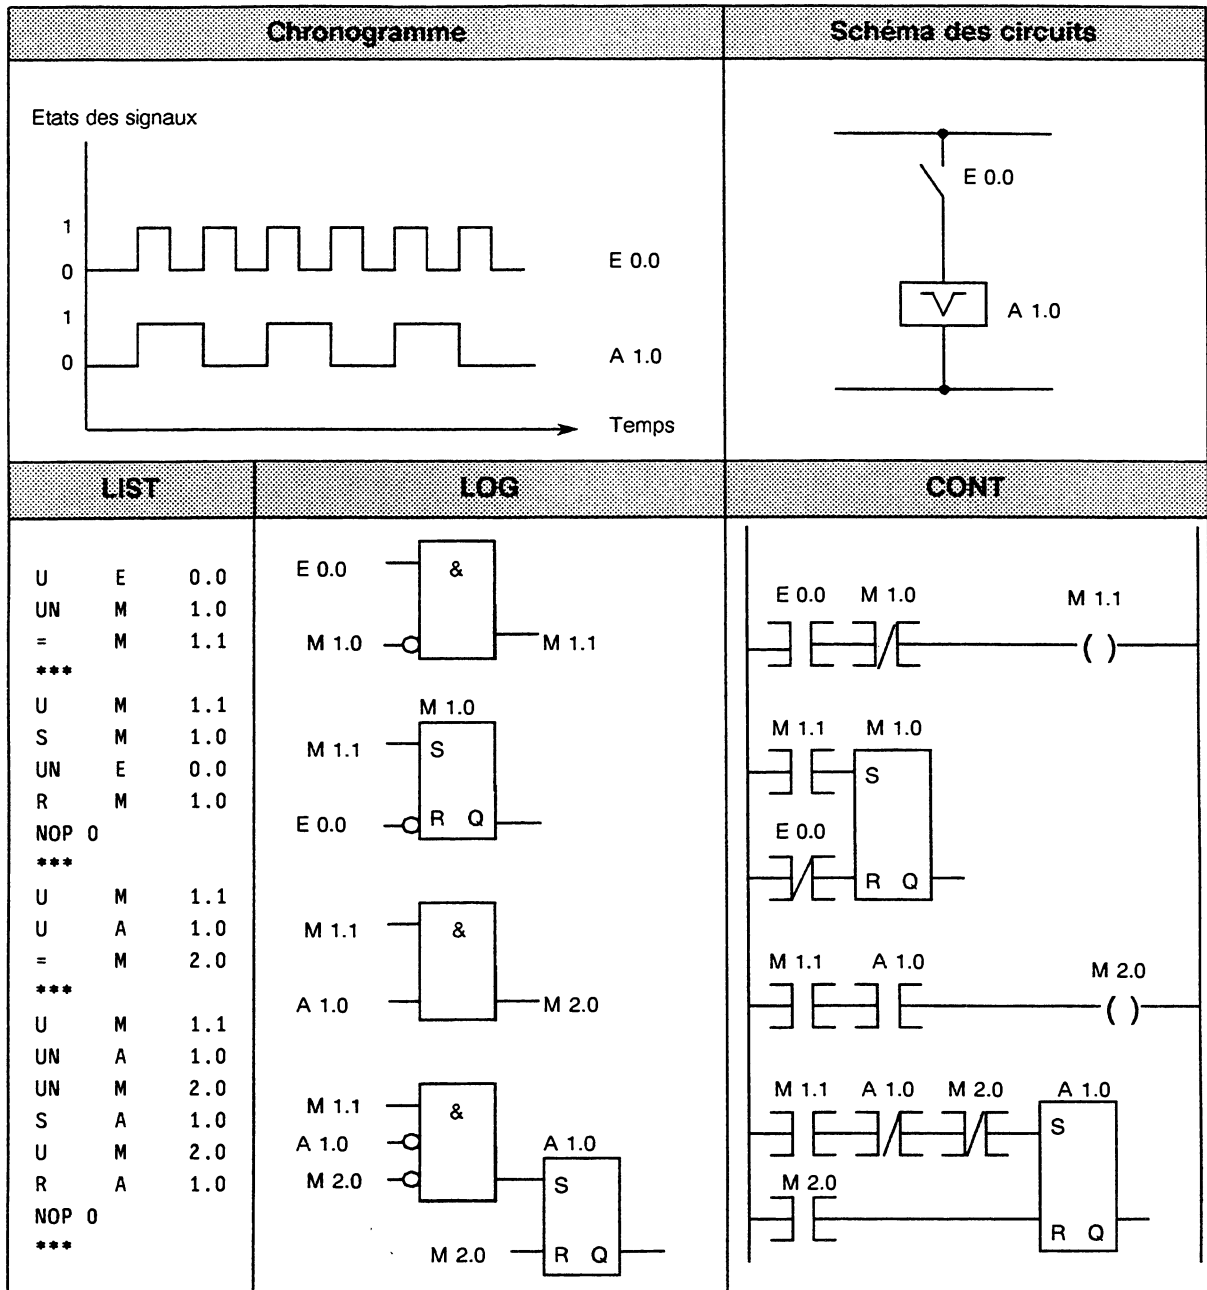 Chronogramme
Schéma des circuits
Etats des signaux
1
0
E 0.0
1
0
A 1.0
Temps
E 0.0
A 1.0
LIST
LOG
CONT
U E 0.0
UN M 1.0
= M 1.1
***
U M 1.1
S M 1.0
UN E 0.0
R M 1.0
NOP 0
***
U M 1.1
U A 1.0
= M 2.0
***
U M 1.1
UN A 1.0
UN M 2.0
S A 1.0
U M 2.0
R A 1.0
NOP 0
***
E 0.0
&
M 1.0
M 1.1
M 1.0
M 1.1
S
E 0.0
R Q
M 1.1
&
A 1.0
M 2.0
M 1.1
&
A 1.0
A 1.0
M 2.0
S
M 2.0
R Q
E 0.0 M 1.0 M 1.1
( )
M 1.1 M 1.0
S
E 0.0
R Q
M 1.1 A 1.0 M 2.0
( )
M 1.1 A 1.0 M 2.0 A 1.0
S
M 2.0
R Q